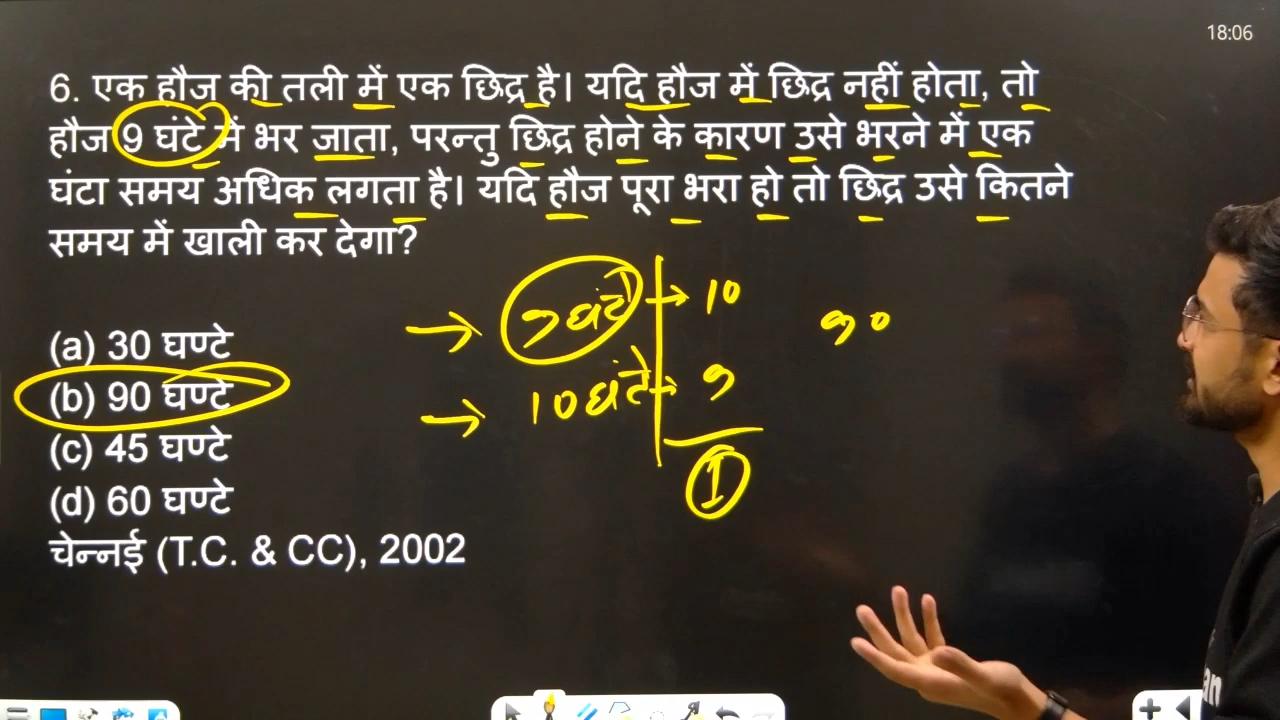 18:06
6. एक हौज की तली में एक छिद्र है। यदि हौज में छिद्र नहीं होता, तो
हौज 9 घंटे में भर जाता, परन्तु छिद्र होने के कारण उसे भरने में एक
घंटा समय अधिक लगता है। यदि हौज पूरा भरा हो तो छिद्र उसे कितने
समय में खाली कर देगा?
9 घंटे → 10
90
10 घंटे → 9
1
(a) 30 घण्टे
(b) 90 घण्टे
(c) 45 घण्टे
(d) 60 घण्टे
चेन्नई (T.C. & CC), 2002
an